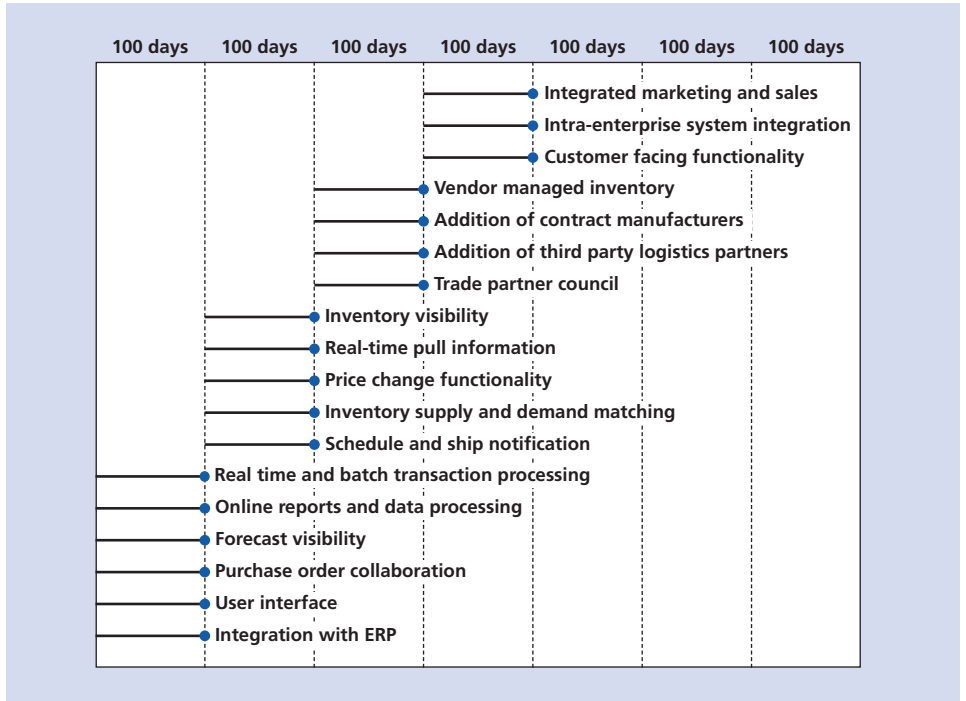 100 days 100 days 100 days 100 days 100 days 100 days 100 days
Integrated marketing and sales
Intra-enterprise system integration
Customer facing functionality
Vendor managed inventory
Addition of contract manufacturers
Addition of third party logistics partners
Trade partner council
Inventory visibility
Real-time pull information
Price change functionality
Inventory supply and demand matching
Schedule and ship notification
Real time and batch transaction processing
Online reports and data processing
Forecast visibility
Purchase order collaboration
User interface
Integration with ERP